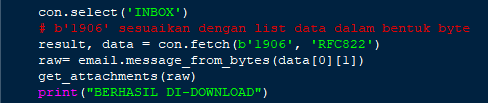 con.select('INBOX')
# b'1906' sesuaikan dengan list data dalam bentuk byte
result, data = con.fetch(b'1906', 'RFC822')
raw= email.message_from_bytes(data[0][1])
get_attachments(raw)
print("BERHASIL DI-DOWNLOAD")